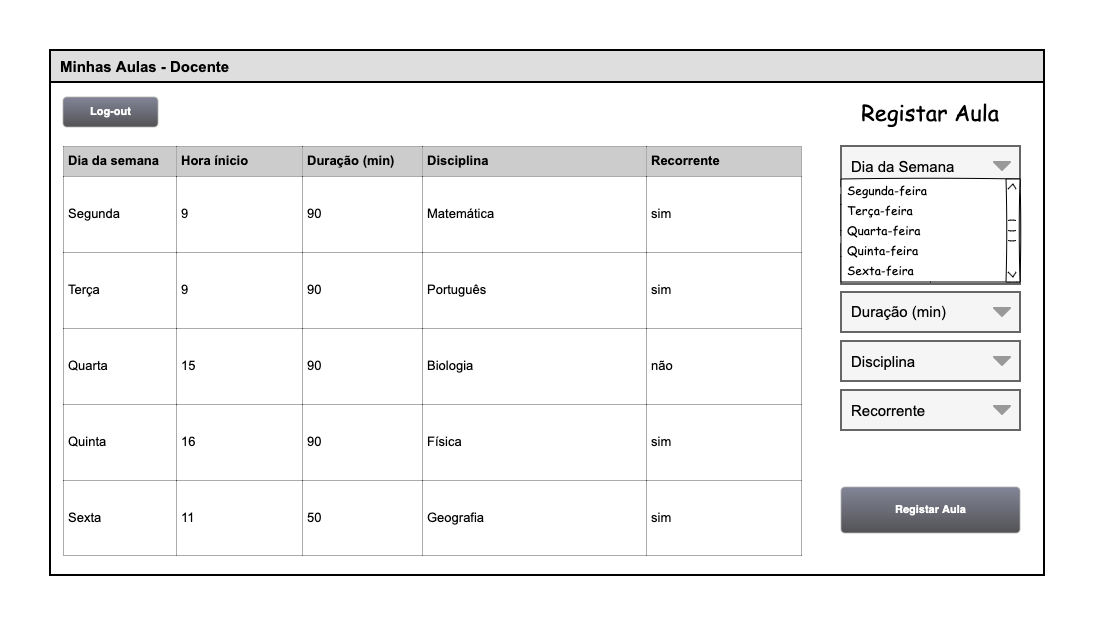 Minhas Aulas - Docente
Log-out
Registar Aula
Dia da semana Hora ínicio Duração (min) Disciplina Recorrente
Segunda 9 90 Matemática sim
Terça 9 90 Português sim
Quarta 15 90 Biologia não
Quinta 16 90 Física sim
Sexta 11 50 Geografia sim
Dia da Semana
Segunda-feira
Terça-feira
Quarta-feira
Quinta-feira
Sexta-feira
Duração (min)
Disciplina
Recorrente
Registar Aula